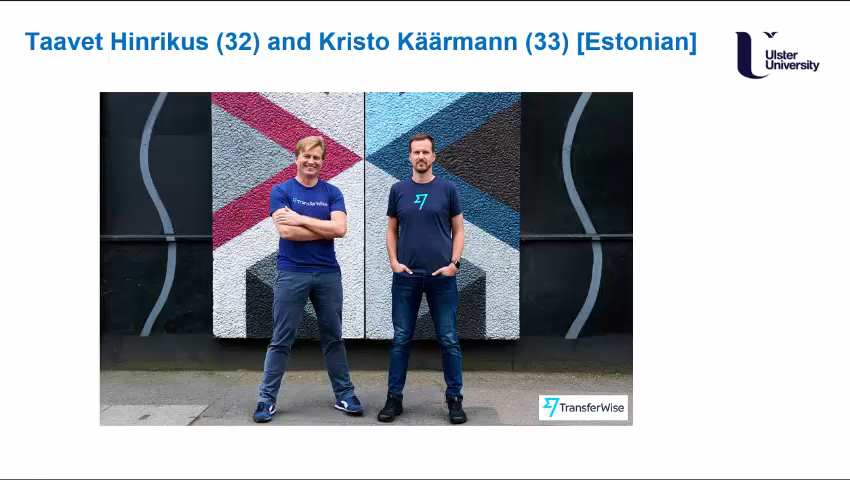 Taavet Hinrikus (32) and Kristo Käärmann (33) [Estonian]
Ulster
University
TransferWise
TransferWise